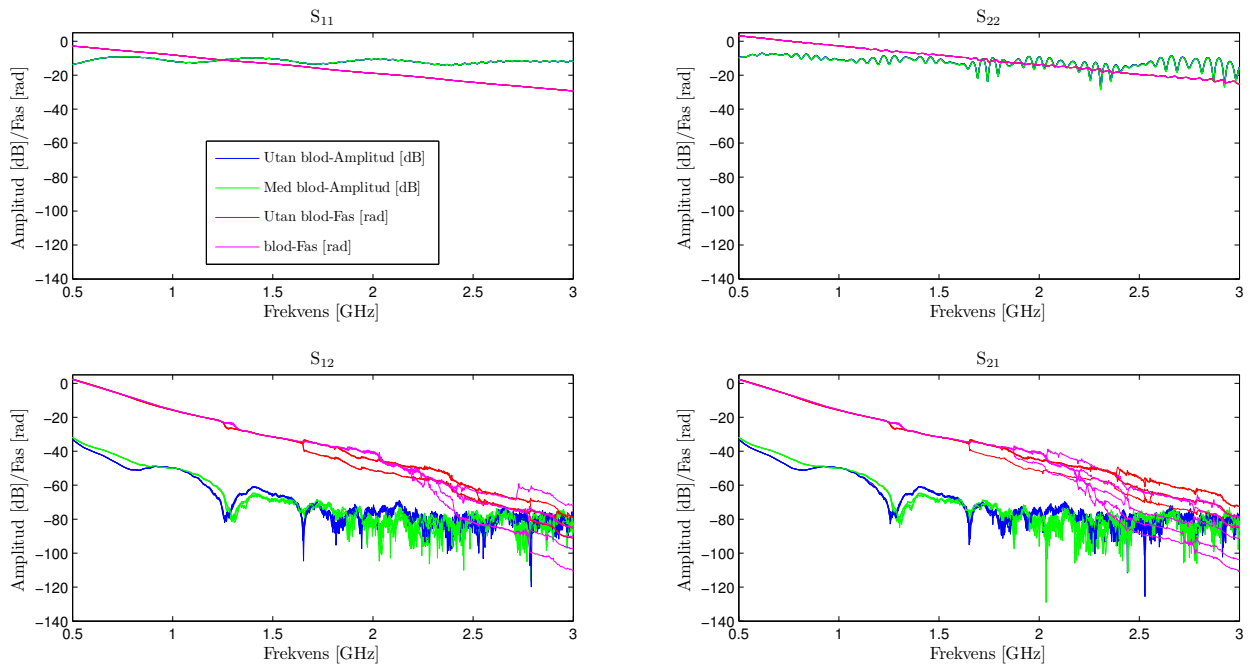 S11
0
−20
−40
−60
−80
−100
−120
−140
Amplitud [dB]/Fas [rad]
Utan blod-Amplitud [dB]
Med blod-Amplitud [dB]
Utan blod-Fas [rad]
blod-Fas [rad]
0.5 1 1.5 2 2.5 3
Frekvens [GHz]
S22
0
−20
−40
−60
−80
−100
−120
−140
Amplitud [dB]/Fas [rad]
0.5 1 1.5 2 2.5 3
Frekvens [GHz]
S12
0
−20
−40
−60
−80
−100
−120
−140
Amplitud [dB]/Fas [rad]
0.5 1 1.5 2 2.5 3
Frekvens [GHz]
S21
0
−20
−40
−60
−80
−100
−120
−140
Amplitud [dB]/Fas [rad]
0.5 1 1.5 2 2.5 3
Frekvens [GHz]